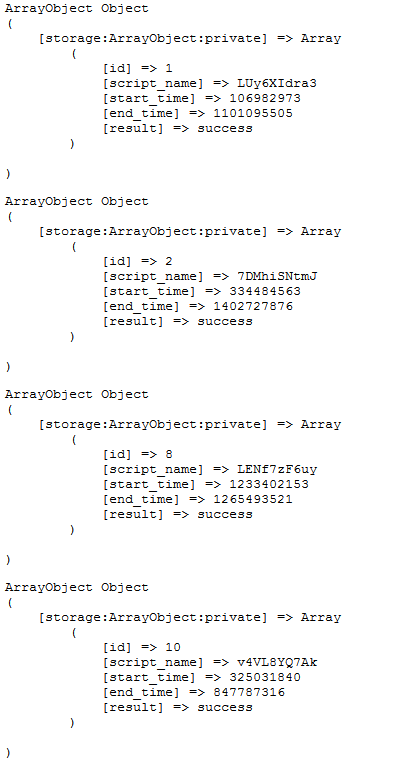 ArrayObject Object
(
    [storage:ArrayObject:private] => Array
        (
            [id] => 1
            [script_name] => LUy6XIdra3
            [start_time] => 106982973
            [end_time] => 1101095505
            [result] => success
        )

)
ArrayObject Object
(
    [storage:ArrayObject:private] => Array
        (
            [id] => 2
            [script_name] => 7DMhiSNtmJ
            [start_time] => 334484563
            [end_time] => 1402727876
            [result] => success
        )

)
ArrayObject Object
(
    [storage:ArrayObject:private] => Array
        (
            [id] => 8
            [script_name] => LENf7zF6uy
            [start_time] => 1233402153
            [end_time] => 1265493521
            [result] => success
        )

)
ArrayObject Object
(
    [storage:ArrayObject:private] => Array
        (
            [id] => 10
            [script_name] => v4VL8YQ7Ak
            [start_time] => 325031840
            [end_time] => 847787316
            [result] => success
        )

)